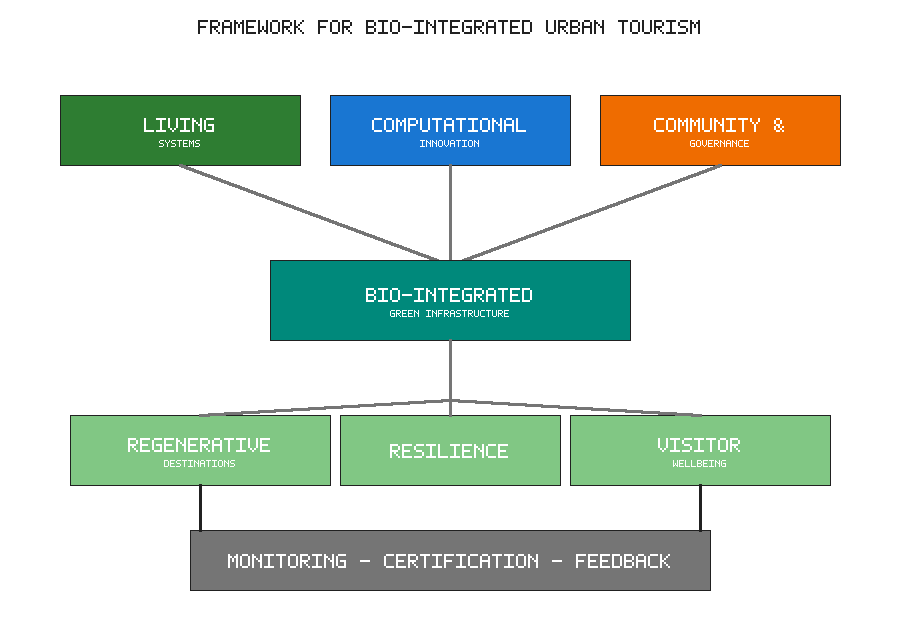 FRAMEWORK FOR BIO-INTEGRATED URBAN TOURISM
LIVING
SYSTEMS
COMPUTATIONAL
INNOVATION
COMMUNITY &
GOVERNANCE
BIO-INTEGRATED
GREEN INFRASTRUCTURE
REGENERATIVE
DESTINATIONS
RESILIENCE
VISITOR
WELLBEING
MONITORING - CERTIFICATION - FEEDBACK